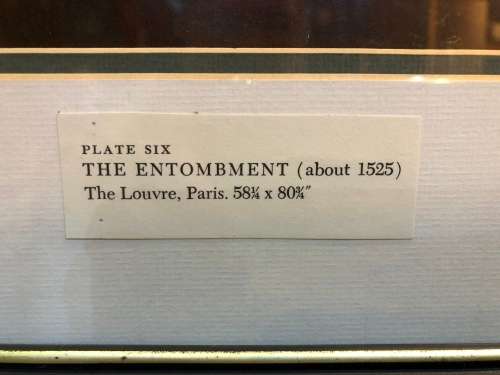 PLATE SIX
THE ENTOMBMENT (about 1525)
The Louvre, Paris. 58¼ x 80¾"